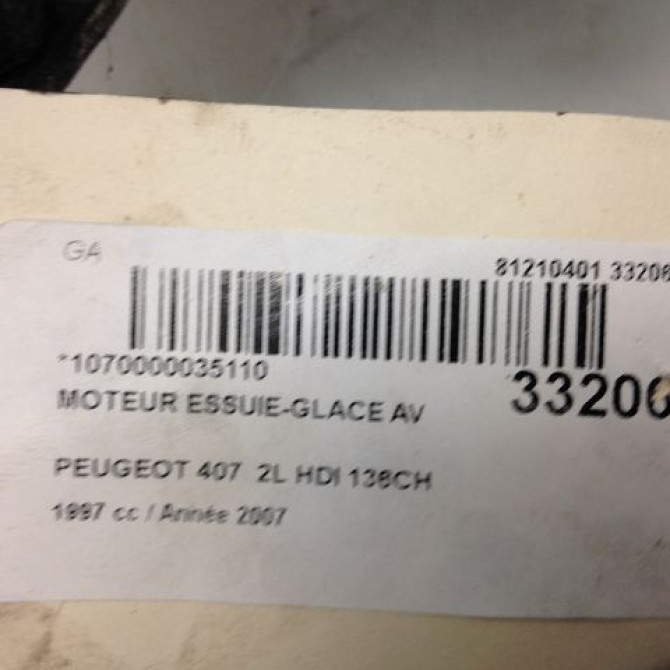 GA
81210401 33206
*1070000035110
33206
MOTEUR ESSUIE-GLACE AV
PEUGEOT 407 2L HDI 136CH
1997 cc / Année 2007